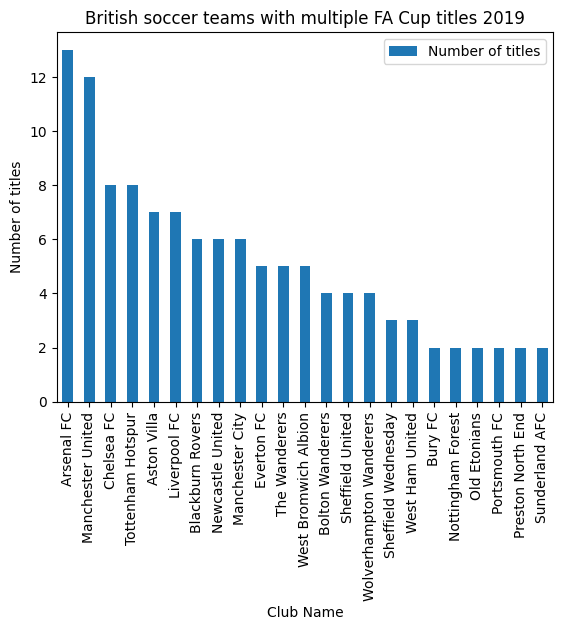 British soccer teams with multiple FA Cup titles 2019
Number of titles
Number of titles
12
10
8
6
4
2
0
Arsenal FC
Manchester United
Chelsea FC
Tottenham Hotspur
Aston Villa
Liverpool FC
Blackburn Rovers
Newcastle United
Manchester City
Everton FC
The Wanderers
West Bromwich Albion
Bolton Wanderers
Sheffield United
Wolverhampton Wanderers
Sheffield Wednesday
West Ham United
Bury FC
Nottingham Forest
Old Etonians
Portsmouth FC
Preston North End
Sunderland AFC
Club Name